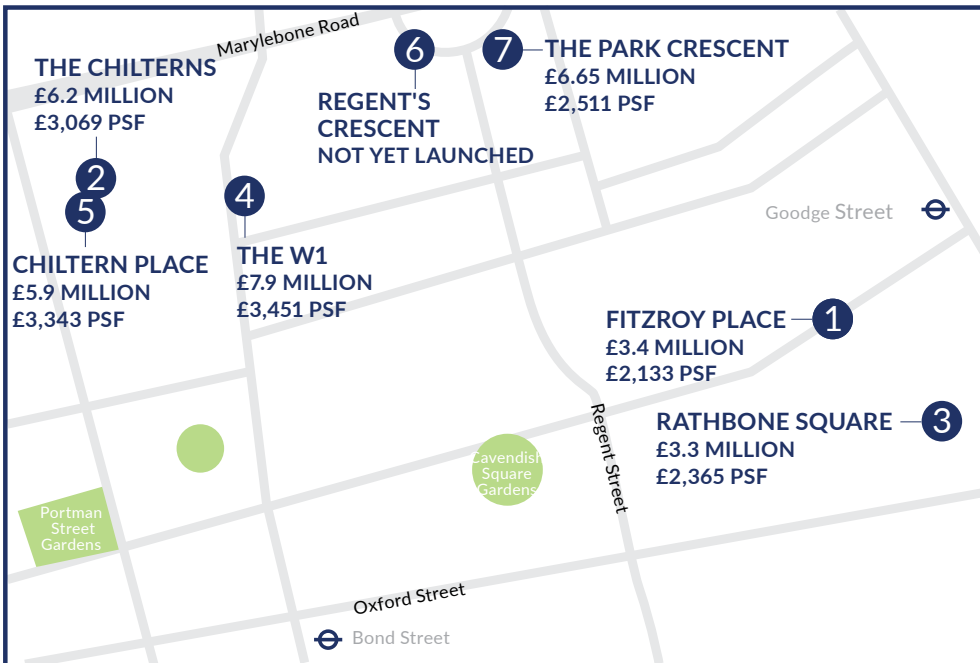 Marylebone Road
THE CHILTERNS
£6.2 MILLION
£3,069 PSF
2
5
CHILTERN PLACE
£5.9 MILLION
£3,343 PSF
4
THE W1
£7.9 MILLION
£3,451 PSF
6
REGENT'S
CRESCENT
NOT YET LAUNCHED
7
THE PARK CRESCENT
£6.65 MILLION
£2,511 PSF
Goodge Street
FITZROY PLACE
1
£3.4 MILLION
£2,133 PSF
RATHBONE SQUARE
3
£3.3 MILLION
£2,365 PSF
Regent Street
Cavendish
Square
Gardens
Portman
Street
Gardens
Oxford Street
Bond Street